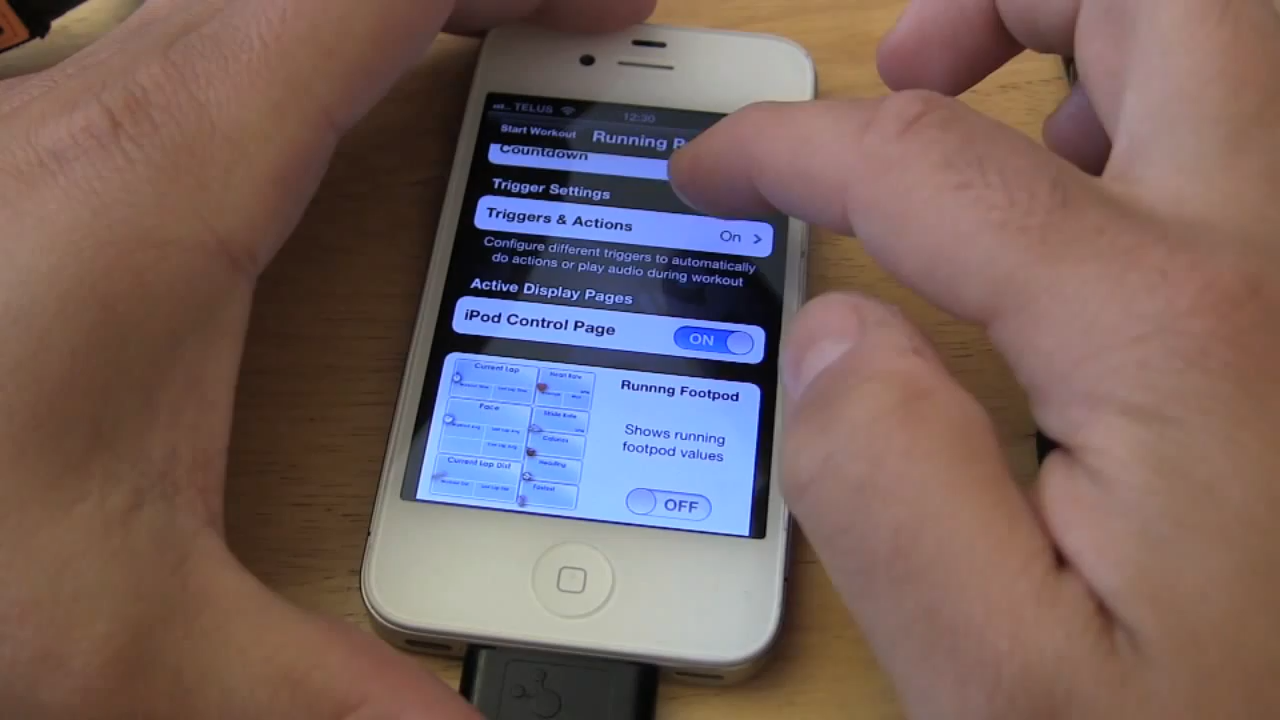 TELUS
12:30
Start Workout
Running P
Countdown
Trigger Settings
Triggers & Actions
On
Configure different triggers to automatically
do actions or play audio during workout
Active Display Pages
iPod Control Page
ON
Current Lap
Heart Rate
Pace
Stride Rate
Calories
Current Lap Dist
Heading
Fastest
Runnng Footpod
Shows running
footpod values
OFF